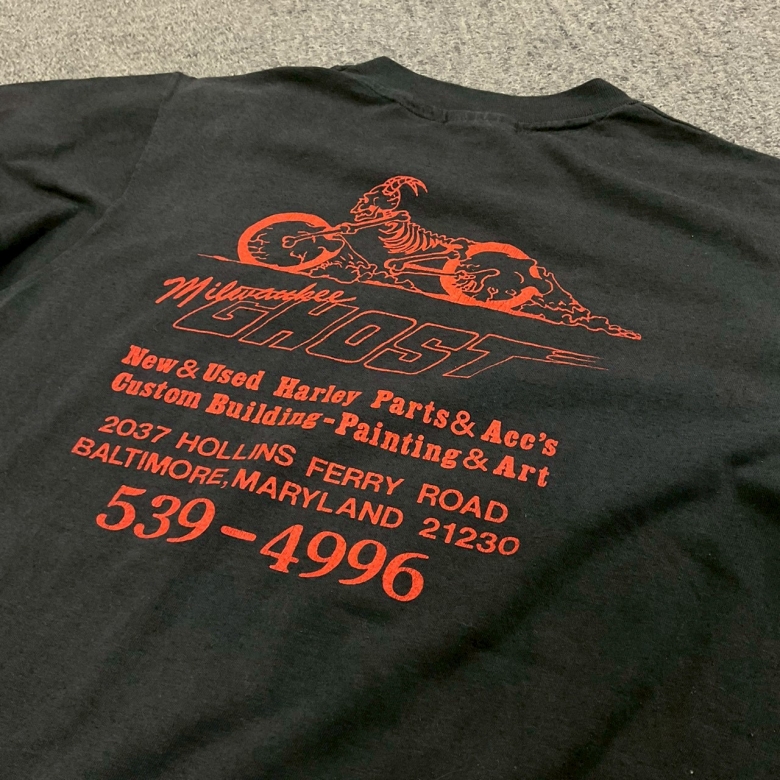 Milwaukee
GHOST
New & Used Harley Parts & Acc's
Custom Building - Painting & Art
2037 HOLLINS FERRY ROAD
BALTIMORE, MARYLAND 21230
539-4996